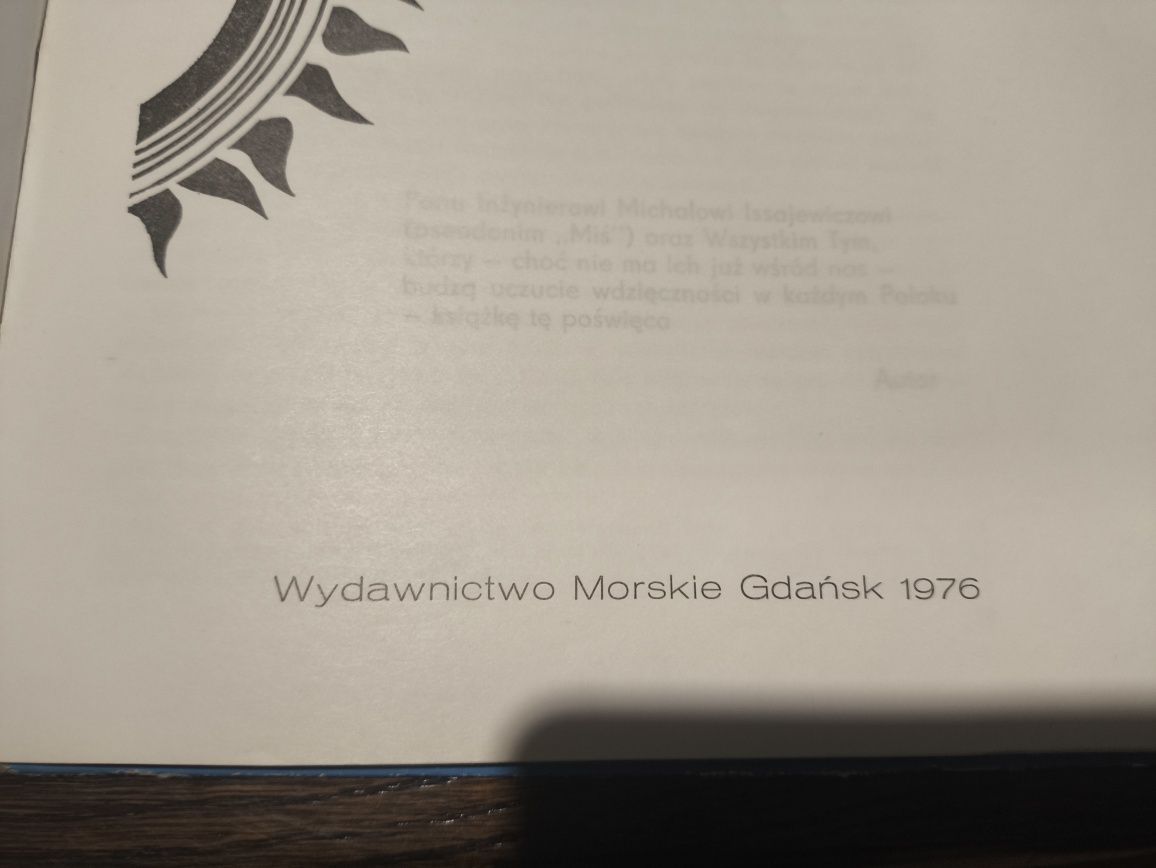 Panu Inżynierowi Michałowi Issajewiczowi
(pseudonim „Miś") oraz Wszystkim Tym,
którzy — choć nie ma ich już wśród nas —
budzą uczucie wdzięczności w każdym Polaku
— książkę tę poświęca
Autor
Wydawnictwo Morskie Gdańsk 1976